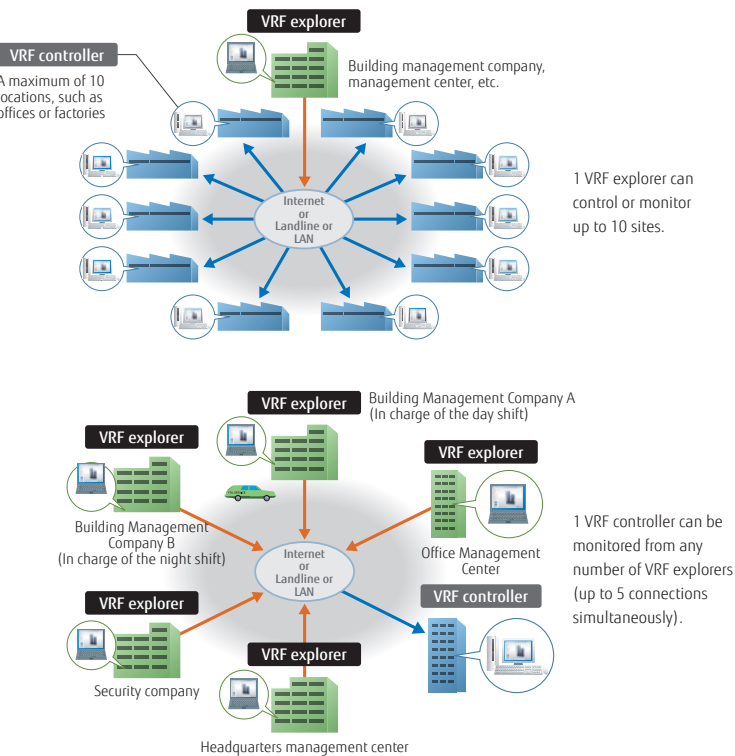 VRF explorer
VRF controller
A maximum of 10
locations, such as
offices or factories
Building management company,
management center, etc.
Internet
or
Landline or
LAN
1 VRF explorer can
control or monitor
up to 10 sites.
VRF explorer
Building Management Company A
(In charge of the day shift)
VRF explorer
Building Management
Company B
(In charge of the night shift)
VRF explorer
Office Management
Center
Internet
or
Landline or
LAN
1 VRF controller can be
monitored from any
number of VRF explorers
(up to 5 connections
simultaneously).
VRF controller
VRF explorer
Security company
VRF explorer
Headquarters management center